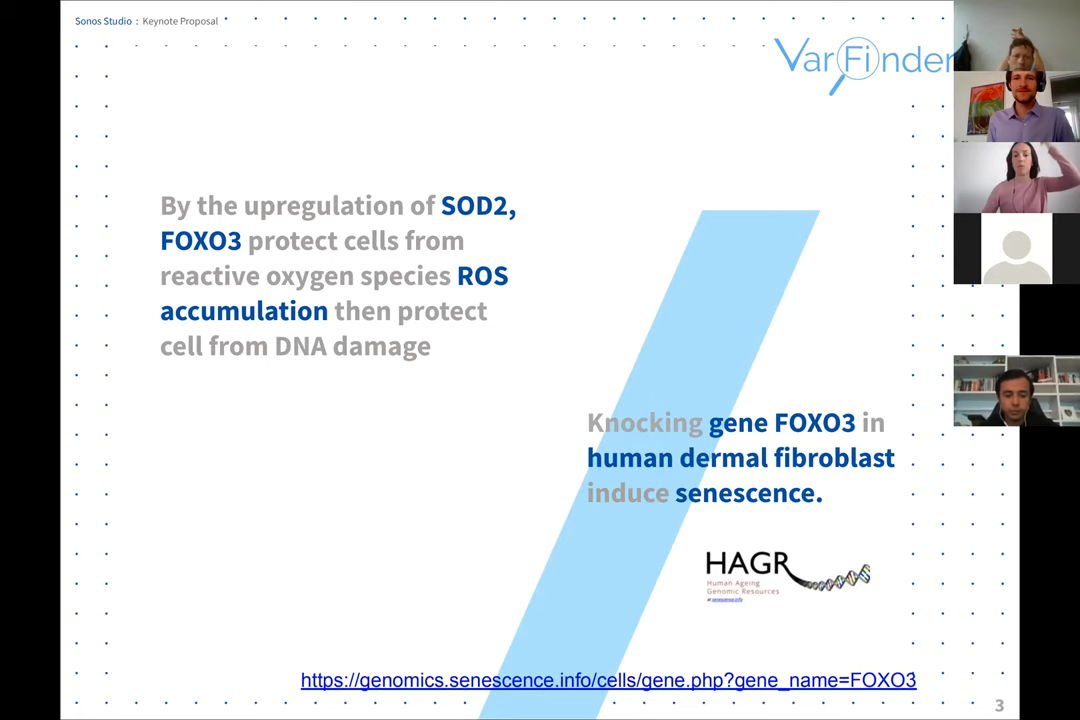 Sonos Studio : Keynote Proposal
VarFinder
By the upregulation of SOD2,
FOXO3 protect cells from
reactive oxygen species ROS
accumulation then protect
cell from DNA damage
Knocking gene FOXO3 in
human dermal fibroblast
induce senescence.
HAGR
Human Ageing
Genomic Resources
at senescence.info
https://genomics.senescence.info/cells/gene.php?gene_name=FOXO3
3